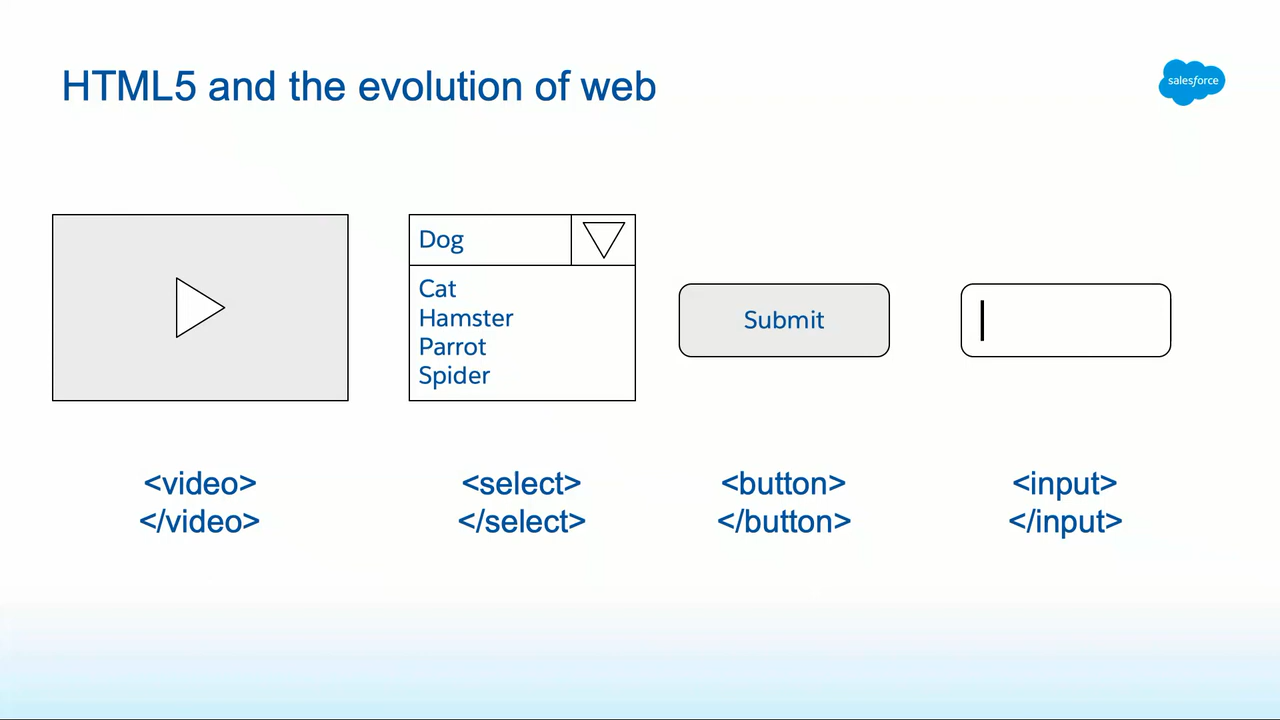 HTML5 and the evolution of web
salesforce
Dog
Cat
Hamster
Parrot
Spider
Submit
<video>
</video>
<select>
</select>
<button>
</button>
<input>
</input>